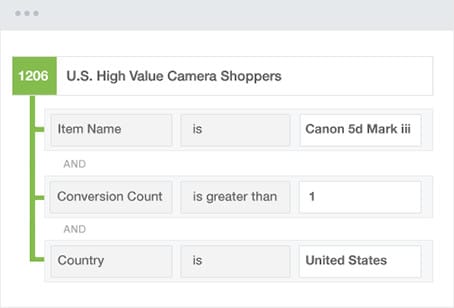 1206 U.S. High Value Camera Shoppers
Item Name is Canon 5d Mark iii
AND
Conversion Count is greater than 1
AND
Country is United States